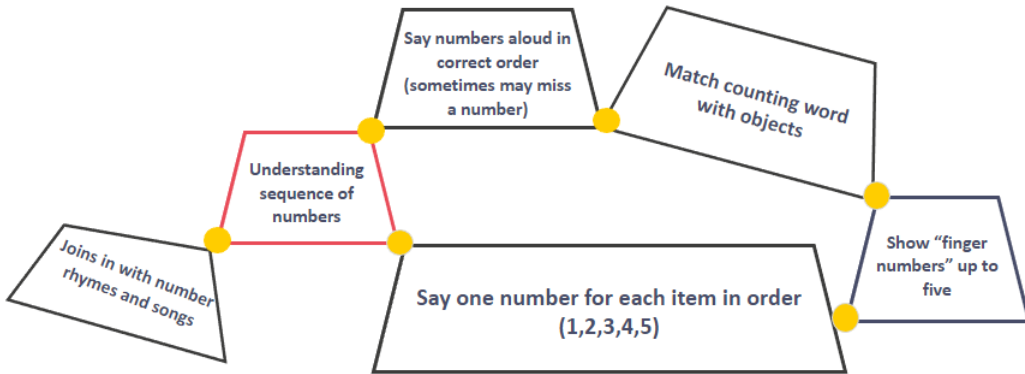 Say numbers aloud in
correct order
(sometimes may miss
a number)
Match counting word
with objects
Understanding
sequence of
numbers
Joins in with number
rhymes and songs
Say one number for each item in order
(1,2,3,4,5)
Show “finger
numbers” up to
five